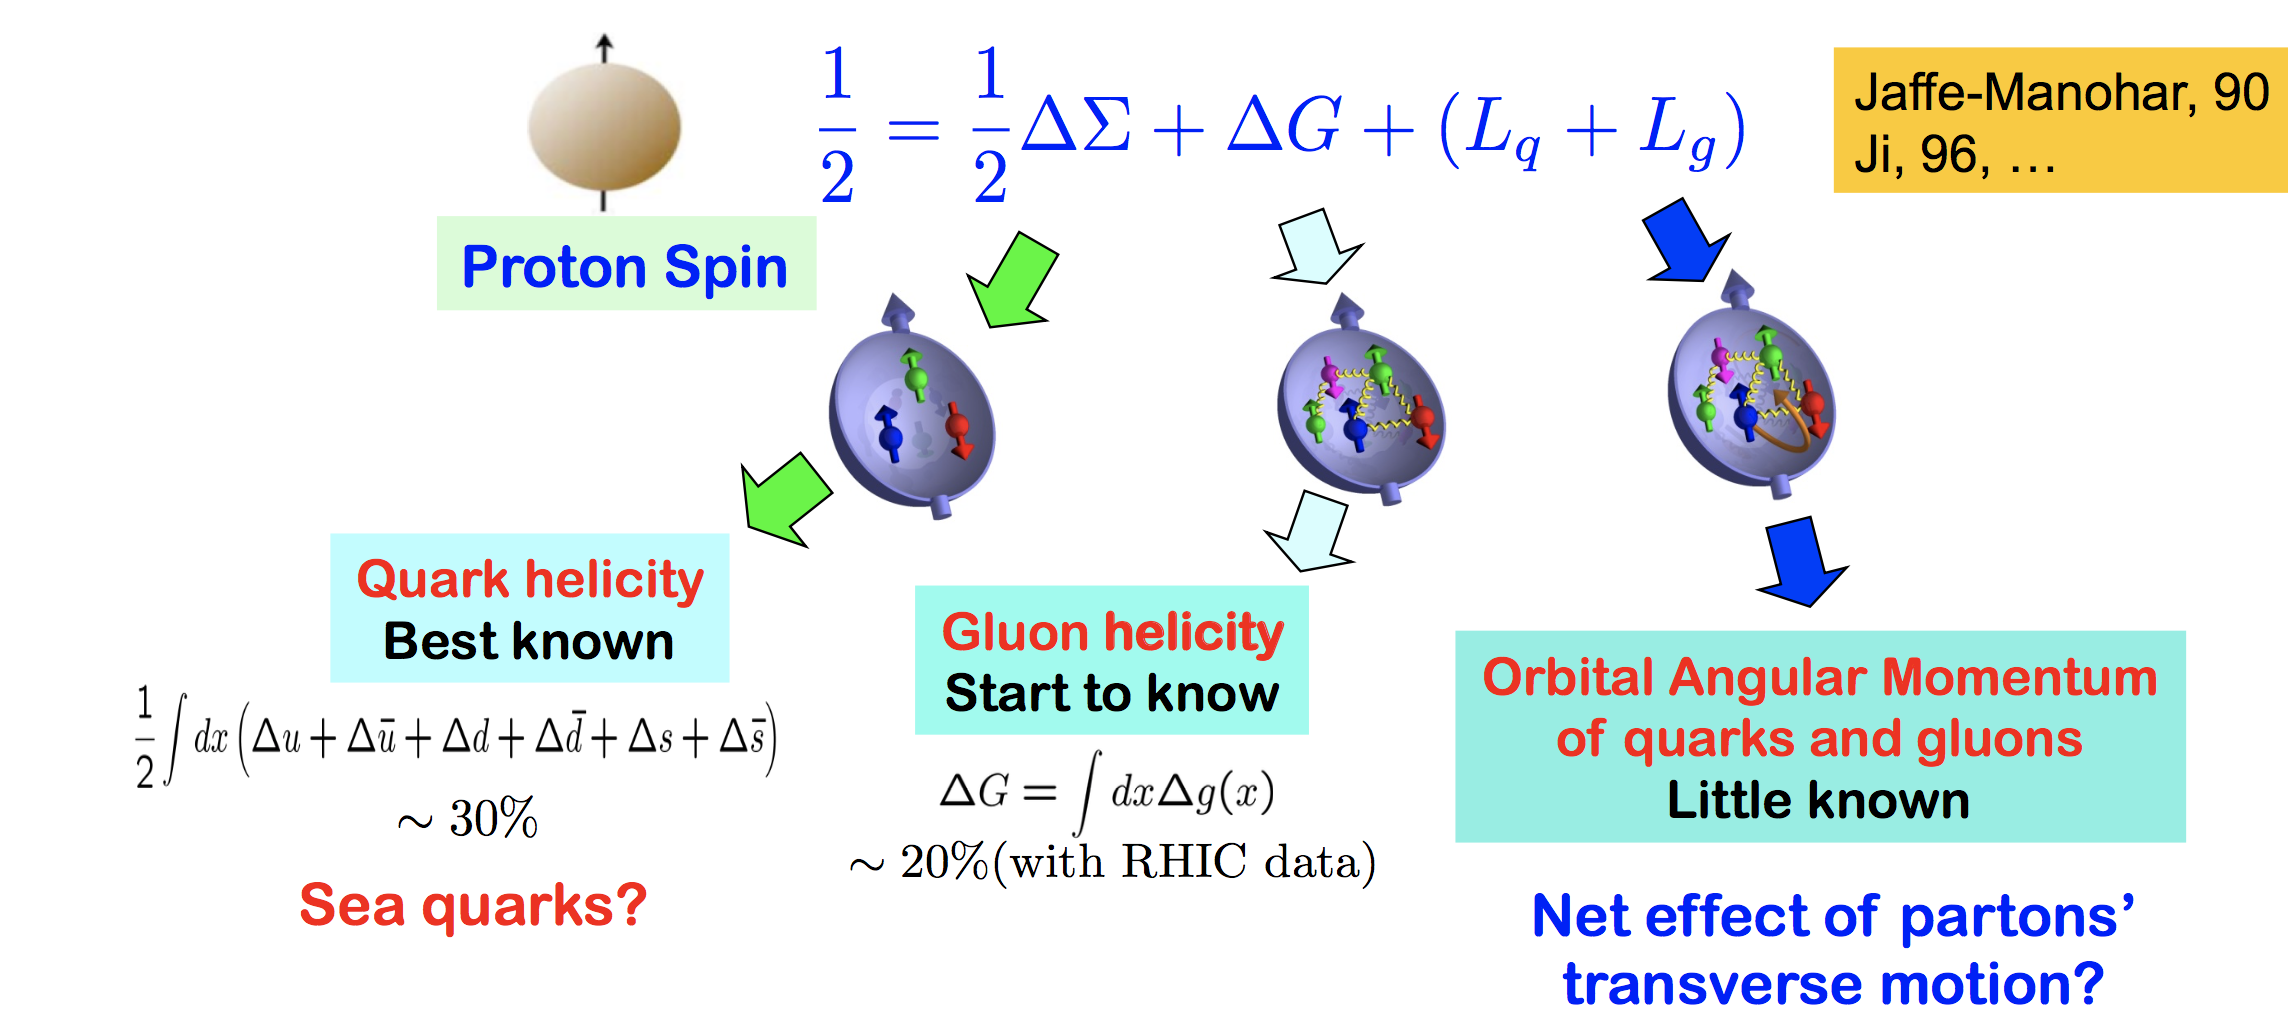 1/2 = 1/2 ΔΣ + ΔG + (L_q + L_g)
Jaffe-Manohar, 90
Ji, 96, …
Proton Spin
Quark helicity
Best known
1/2 ∫ dx (Δu + Δū + Δd + Δd̄ + Δs + Δs̄)
∼ 30%
Sea quarks?
Gluon helicity
Start to know
ΔG = ∫ dxΔg(x)
∼ 20%(with RHIC data)
Orbital Angular Momentum
of quarks and gluons
Little known
Net effect of partons’
transverse motion?